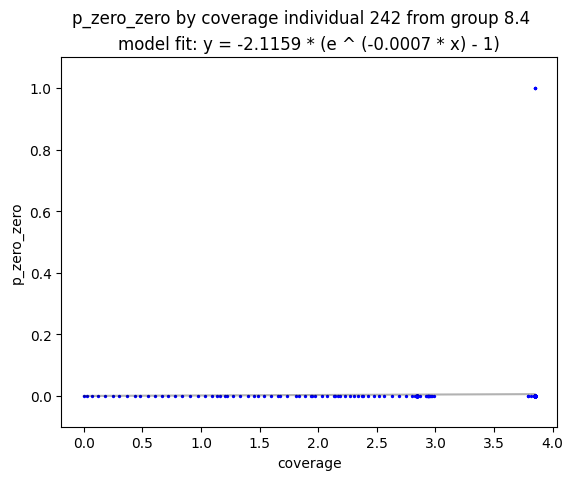 p_zero_zero by coverage individual 242 from group 8.4
model fit: y = -2.1159 * (e ^ (-0.0007 * x) - 1)
1.0
0.8
0.6
0.4
0.2
0.0
p_zero_zero
0.0 0.5 1.0 1.5 2.0 2.5 3.0 3.5 4.0
coverage